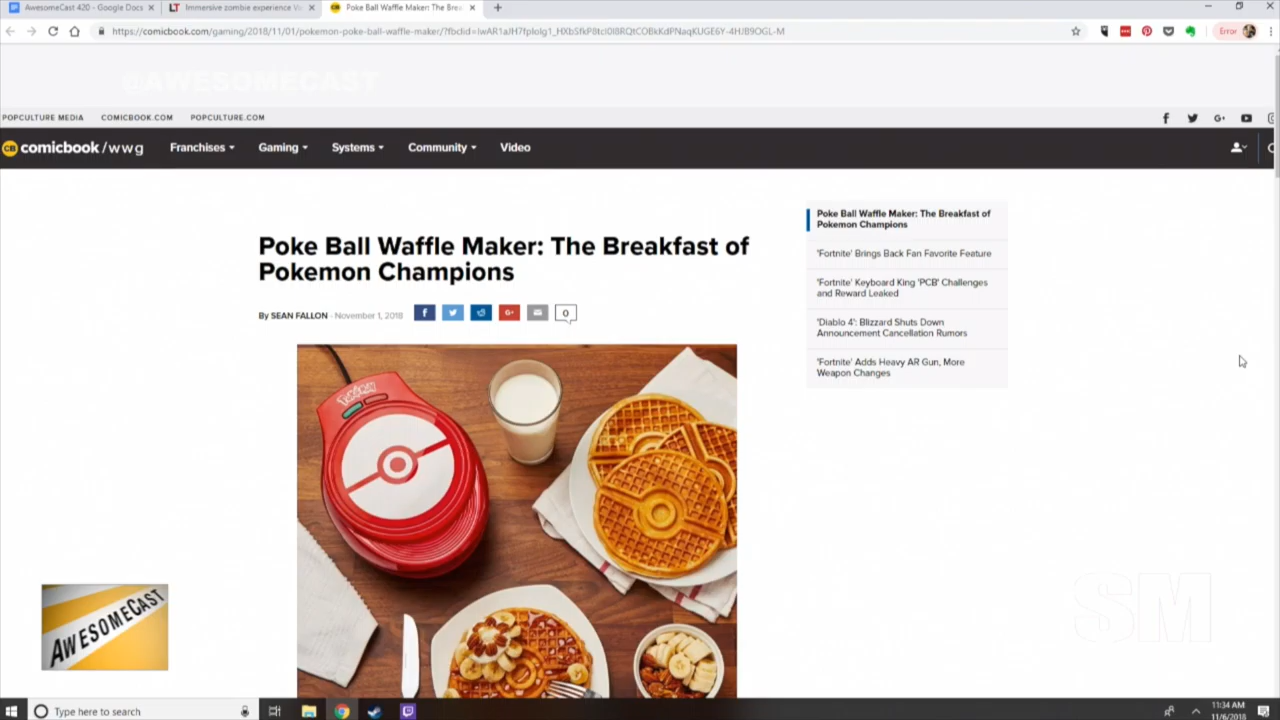 AwesomeCast 420 - Google Docs
Immersive zombie experience
Poke Ball Waffle Maker: The Brea
https://comicbook.com/gaming/2018/11/01/pokemon-poke-ball-waffle-maker/
Error
@AWESOMECAST
POPCULTURE MEDIA COMICBOOK.COM POPCULTURE.COM
CB comicbook /wwg Franchises Gaming Systems Community Video
Poke Ball Waffle Maker: The Breakfast of
Pokemon Champions
By SEAN FALLON - November 1, 2018 0
Poke Ball Waffle Maker: The Breakfast of
Pokemon Champions
'Fortnite' Brings Back Fan Favorite Feature
'Fortnite' Keyboard King 'PCB' Challenges
and Reward Leaked
'Diablo 4': Blizzard Shuts Down
Announcement Cancellation Rumors
'Fortnite' Adds Heavy AR Gun, More
Weapon Changes
POKéMON
AWESOMECAST
SM
Type here to search
11:34 AM
11/6/2018